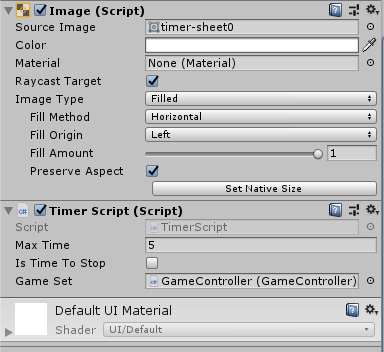 Image (Script)
Source Image timer-sheet0
Color
Material None (Material)
Raycast Target
Image Type Filled
Fill Method Horizontal
Fill Origin Left
Fill Amount 1
Preserve Aspect
Set Native Size
C# Timer Script (Script)
Script TimerScript
Max Time 5
Is Time To Stop
Game Set GameController (GameController)
Default UI Material
Shader UI/Default